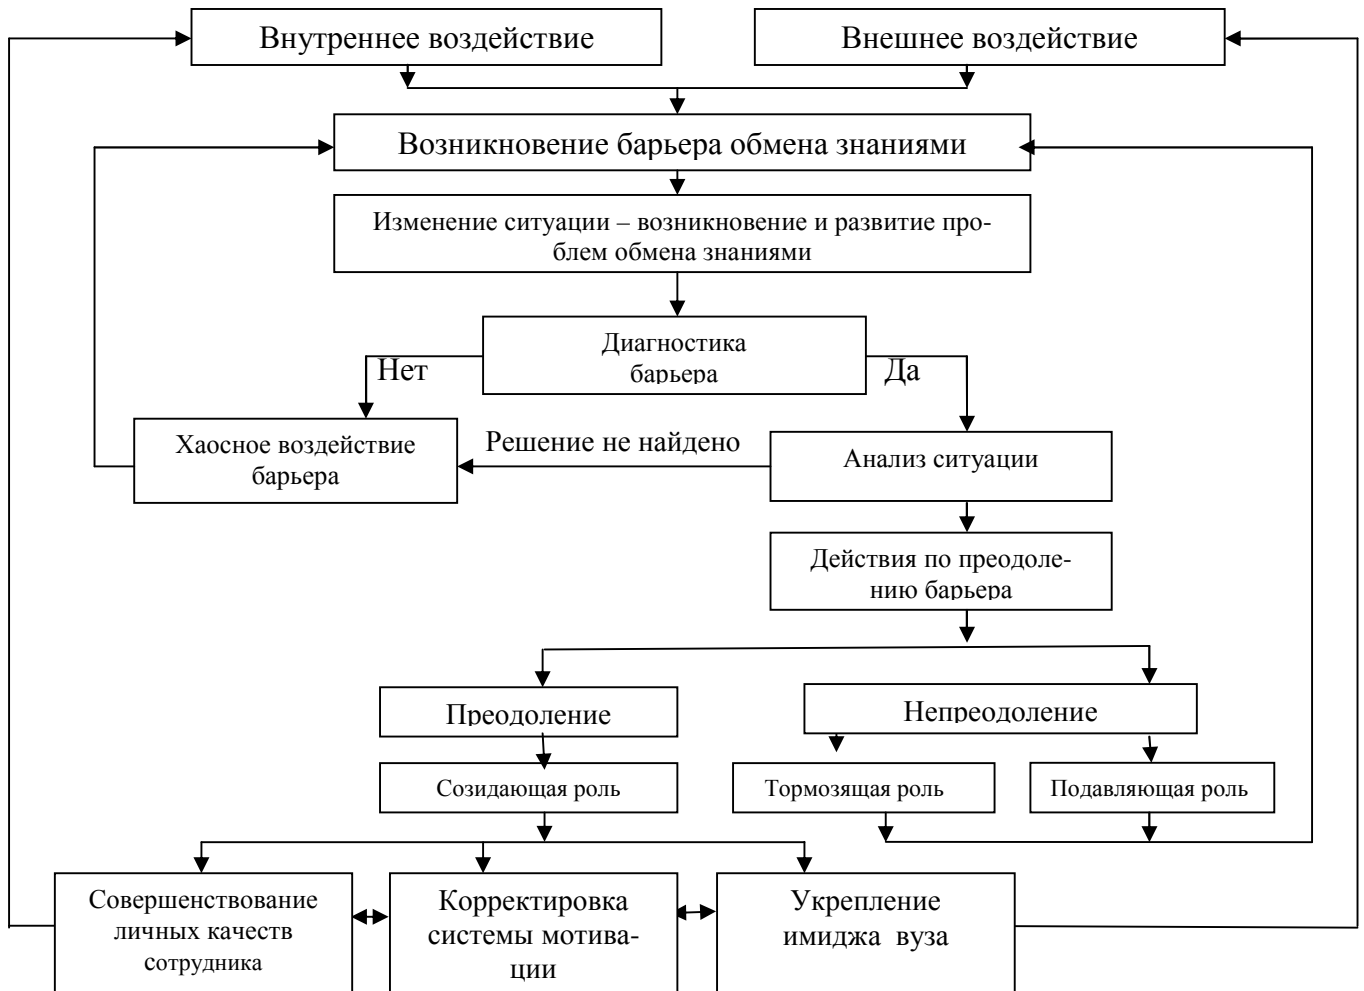 Внутреннее воздействие
Внешнее воздействие
Возникновение барьера обмена знаниями
Изменение ситуации – возникновение и развитие про-
блем обмена знаниями
Диагностика
барьера
Нет
Да
Хаосное воздействие
барьера
Решение не найдено
Анализ ситуации
Действия по преодоле-
нию барьера
Преодоление
Непреодоление
Созидающая роль
Тормозящая роль
Подавляющая роль
Совершенствование
личных качеств
сотрудника
Корректировка
системы мотива-
ции
Укрепление
имиджа вуза